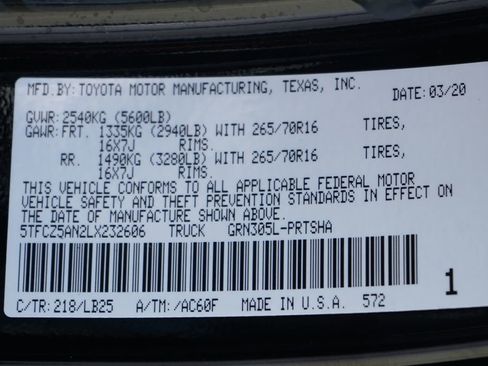 MFD.BY: TOYOTA MOTOR MANUFACTURING, TEXAS, INC.
DATE: 03/20
GVWR: 2540KG (5600LB)
GAWR: FRT. 1335KG (2940LB) WITH 265/70R16 TIRES,
16X7J RIMS.
RR. 1490KG (3280LB) WITH 265/70R16 TIRES,
16X7J RIMS.
THIS VEHICLE CONFORMS TO ALL APPLICABLE FEDERAL MOTOR
VEHICLE SAFETY AND THEFT PREVENTION STANDARDS IN EFFECT ON
THE DATE OF MANUFACTURE SHOWN ABOVE.
5TFCZ5AN2LX232606 TRUCK GRN305L-PRTSHA
1
C/TR: 218/LB25 A/TM: /AC60F MADE IN U.S.A. 572